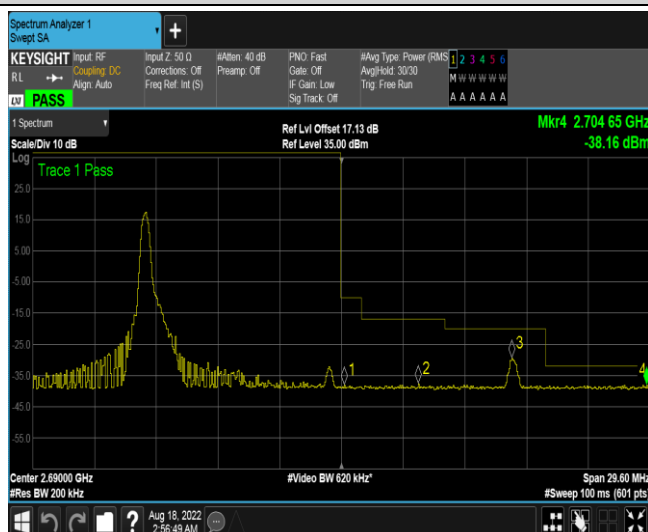 Spectrum Analyzer 1
Swept SA
+
KEYSIGHT
RL
LXI PASS
Input: RF
Coupling: DC
Align: Auto
Input Z: 50 Ω
Corrections: Off
Freq Ref: Int (S)
#Atten: 40 dB
Preamp: Off
PNO: Fast
Gate: Off
IF Gain: Low
Sig Track: Off
#Avg Type: Power (RMS
Avg|Hold: 30/30
Trig: Free Run
1 2 3 4 5 6
M W W W W W
A A A A A A
1 Spectrum
Scale/Div 10 dB
Ref Lvl Offset 17.13 dB
Ref Level 35.00 dBm
Mkr4 2.704 65 GHz
-38.16 dBm
Log
Trace 1 Pass
25.0
15.0
5.00
-5.00
-15.0
-25.0
-35.0
-45.0
-55.0
1
2
3
4
Center 2.69000 GHz
#Res BW 200 kHz
#Video BW 620 kHz*
Span 29.60 MHz
#Sweep 100 ms (601 pts)
?
Aug 18, 2022
2:56:49 AM